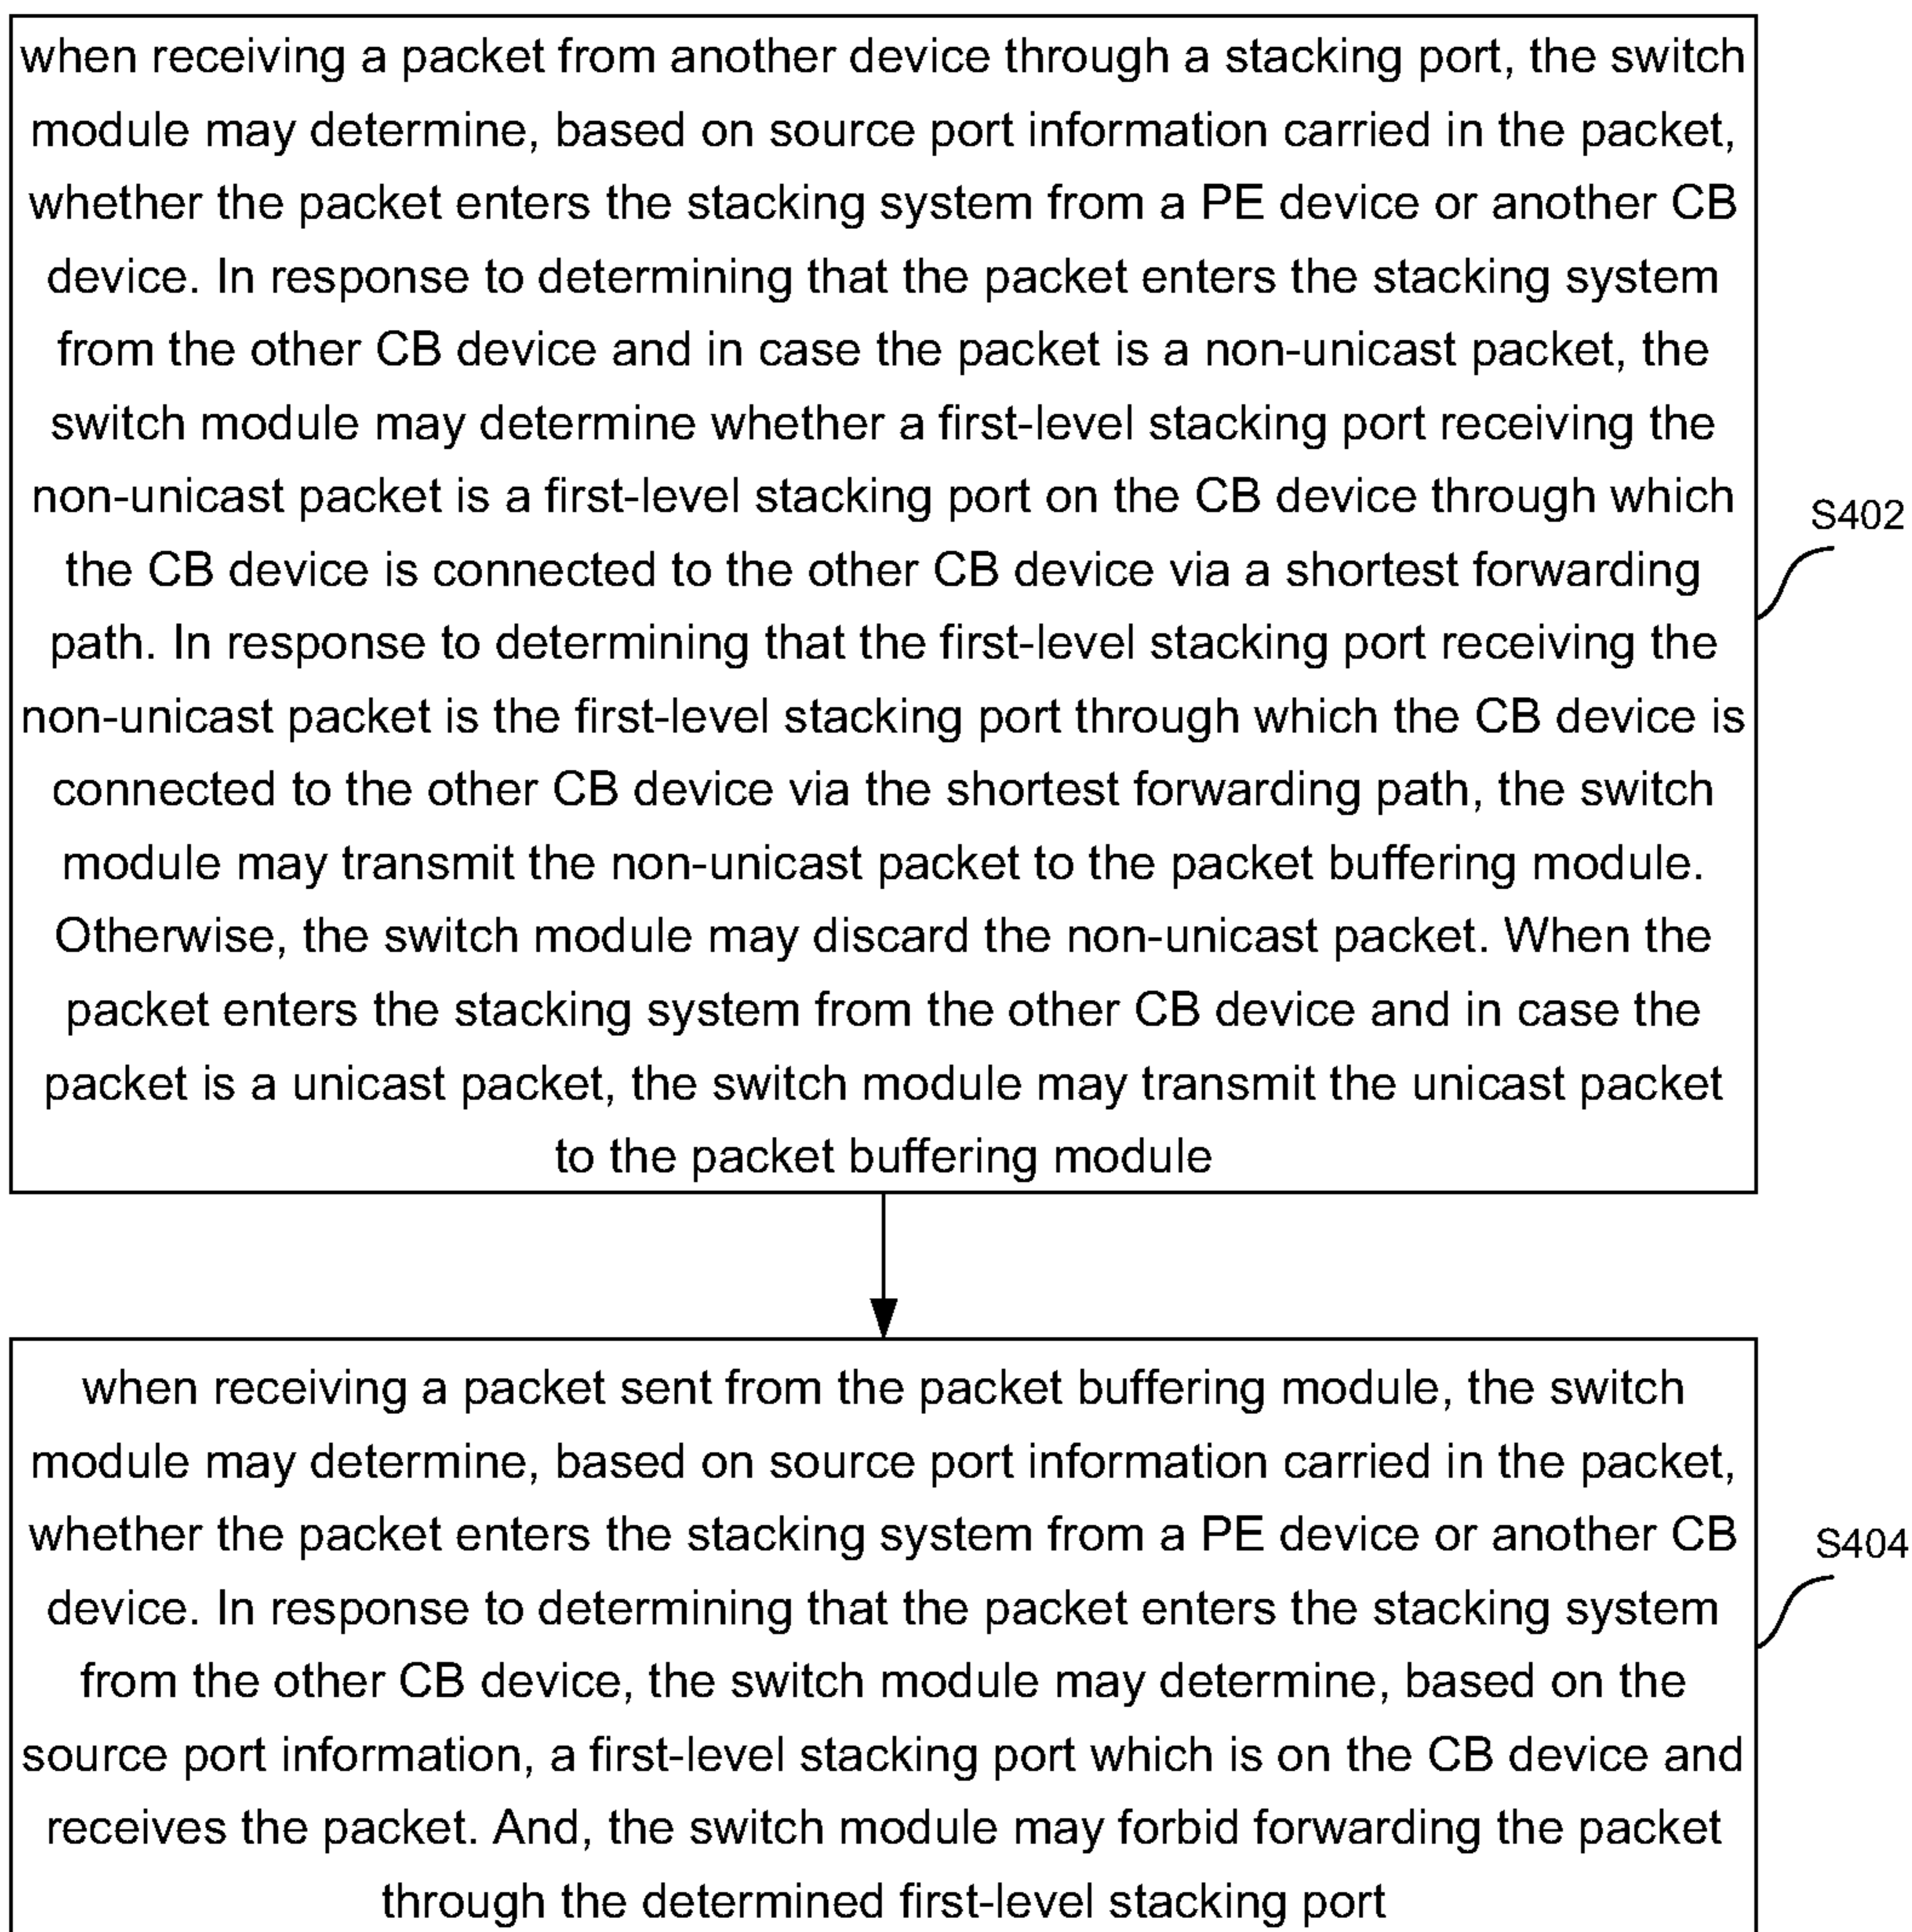 when receiving a packet from another device through a stacking port, the switch
module may determine, based on source port information carried in the packet,
whether the packet enters the stacking system from a PE device or another CB
device. In response to determining that the packet enters the stacking system
from the other CB device and in case the packet is a non-unicast packet, the
switch module may determine whether a first-level stacking port receiving the
non-unicast packet is a first-level stacking port on the CB device through which
the CB device is connected to the other CB device via a shortest forwarding
path. In response to determining that the first-level stacking port receiving the
non-unicast packet is the first-level stacking port through which the CB device is
connected to the other CB device via the shortest forwarding path, the switch
module may transmit the non-unicast packet to the packet buffering module.
Otherwise, the switch module may discard the non-unicast packet. When the
packet enters the stacking system from the other CB device and in case the
packet is a unicast packet, the switch module may transmit the unicast packet
to the packet buffering module
S402
when receiving a packet sent from the packet buffering module, the switch
module may determine, based on source port information carried in the packet,
whether the packet enters the stacking system from a PE device or another CB
device. In response to determining that the packet enters the stacking system
from the other CB device, the switch module may determine, based on the
source port information, a first-level stacking port which is on the CB device and
receives the packet. And, the switch module may forbid forwarding the packet
through the determined first-level stacking port
S404